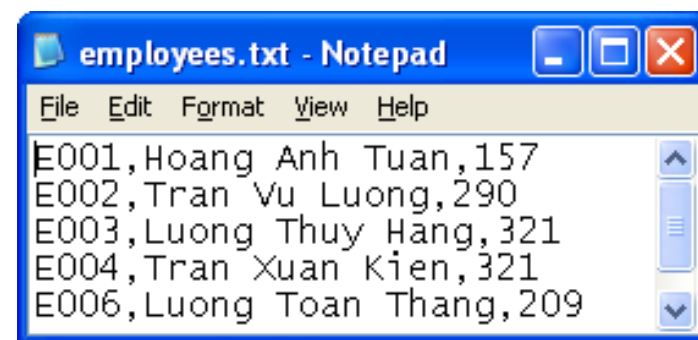 employees.txt - Notepad
File Edit Format View Help
E001,Hoang Anh Tuan,157
E002,Tran Vu Luong,290
E003,Luong Thuy Hang,321
E004,Tran Xuan Kien,321
E006,Luong Toan Thang,209